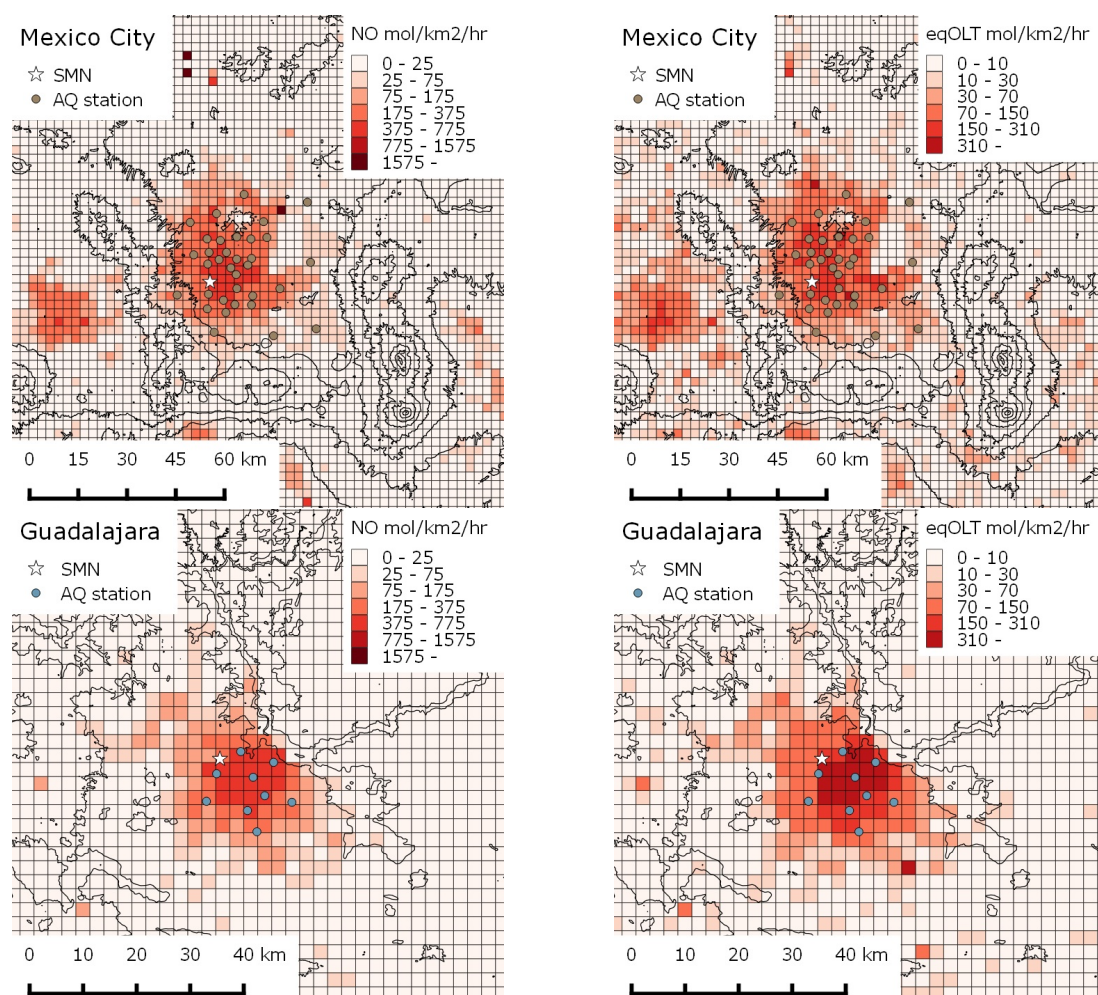 Mexico City
☆ SMN
AQ station
NO mol/km2/hr
0 - 25
25 - 75
75 - 175
175 - 375
375 - 775
775 - 1575
1575 -
0 15 30 45 60 km
Mexico City
☆ SMN
AQ station
eqOLT mol/km2/hr
0 - 10
10 - 30
30 - 70
70 - 150
150 - 310
310 -
0 15 30 45 60 km
Guadalajara
☆ SMN
AQ station
NO mol/km2/hr
0 - 25
25 - 75
75 - 175
175 - 375
375 - 775
775 - 1575
1575 -
0 10 20 30 40 km
Guadalajara
☆ SMN
AQ station
eqOLT mol/km2/hr
0 - 10
10 - 30
30 - 70
70 - 150
150 - 310
310 -
0 10 20 30 40 km